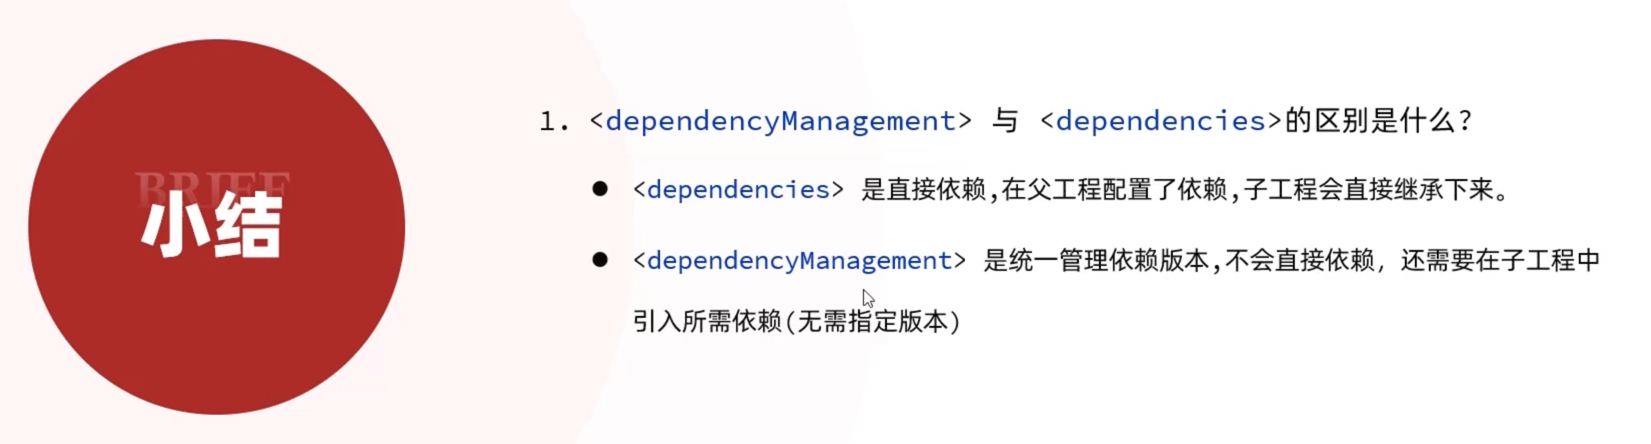 BRIEF
小结
1. <dependencyManagement> 与 <dependencies>的区别是什么?
● <dependencies> 是直接依赖,在父工程配置了依赖,子工程会直接继承下来。
● <dependencyManagement> 是统一管理依赖版本,不会直接依赖, 还需要在子工程中
引入所需依赖(无需指定版本)